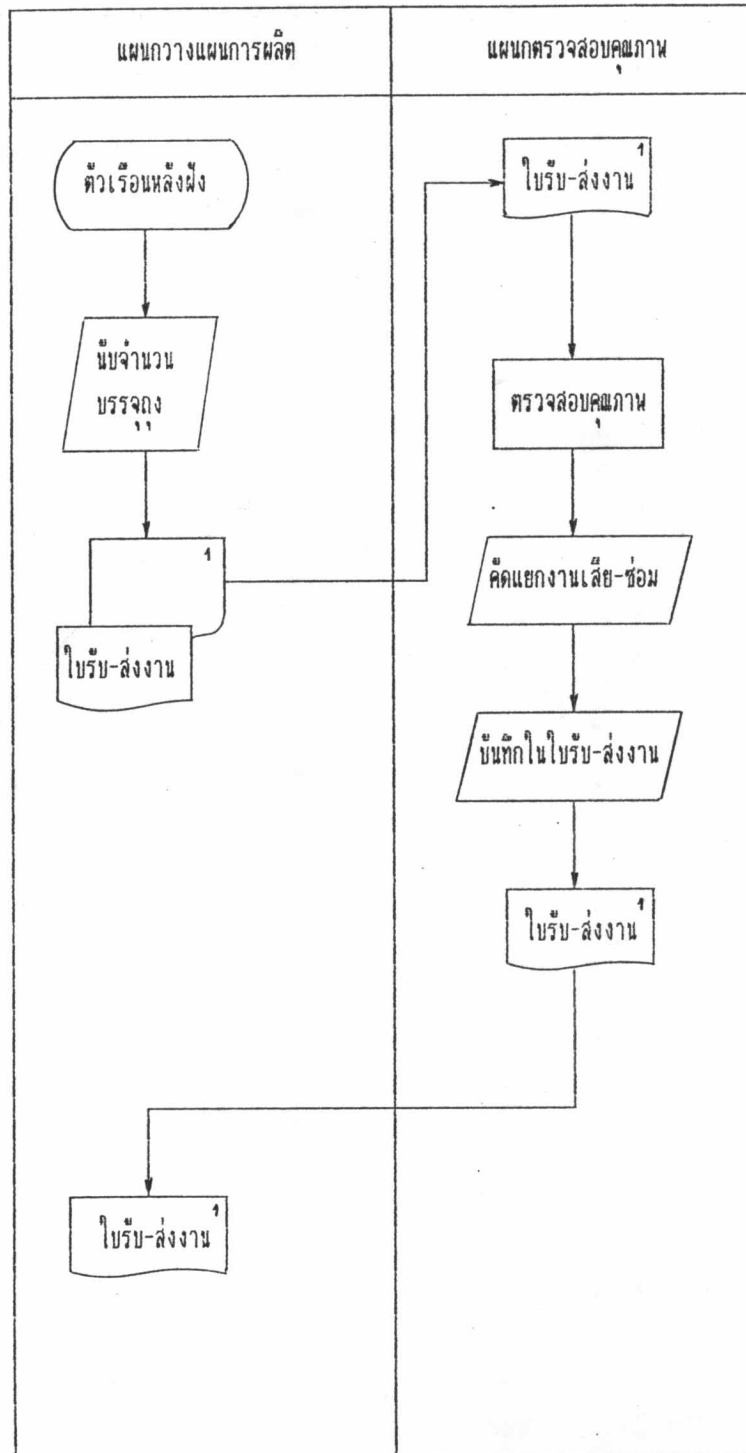 แผนกวางแผนการผลิต
แผนกตรวจสอบคุณภาพ
ตัวเรือนหลังฝัง
นับจำนวน
บรรจุถุง
1
ใบรับ-ส่งงาน
1
ใบรับ-ส่งงาน
ตรวจสอบคุณภาพ
คัดแยกงานเสีย-ซ่อม
บันทึกในใบรับ-ส่งงาน
1
ใบรับ-ส่งงาน
1
ใบรับ-ส่งงาน